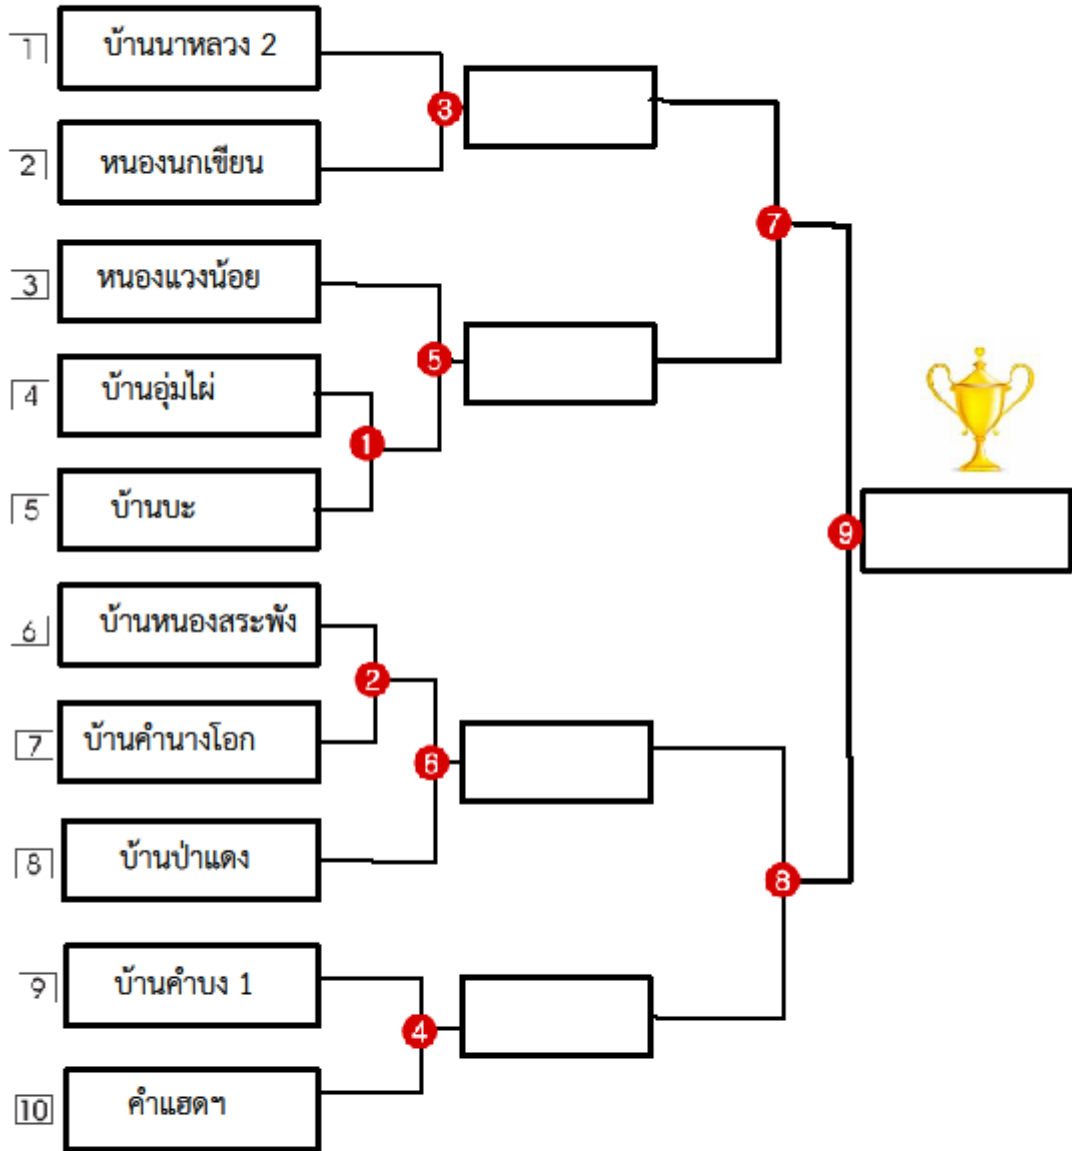 1 บ้านนาหลวง 2
3
2 หนองนกเขียน
7
3 หนองแวงน้อย
5
4 บ้านอุ่มไผ่
1
5 บ้านบะ
9
6 บ้านหนองสระพัง
2
7 บ้านคำนางโอก
6
8 บ้านป่าแดง
8
9 บ้านคำบง 1
4
10 คำแฮดฯ